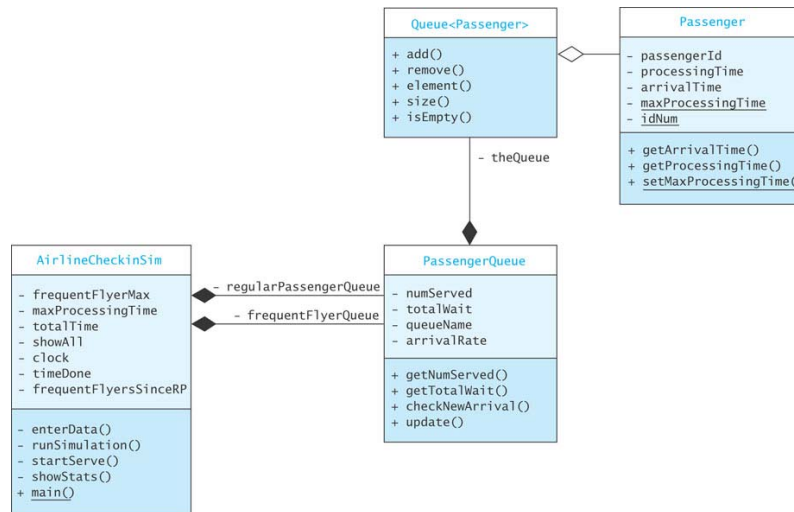 Queue<Passenger>
+ add()
+ remove()
+ element()
+ size()
+ isEmpty()
Passenger
- passengerId
- processingTime
- arrivalTime
- maxProcessingTime
- idNum
+ getArrivalTime()
+ getProcessingTime()
+ setMaxProcessingTime(
- theQueue
AirlineCheckinSim
- frequentFlyerMax
- maxProcessingTime
- totalTime
- showAll
- clock
- timeDone
- frequentFlyersSinceRP
- enterData()
- runSimulation()
- startServe()
- showStats()
+ main()
- regularPassengerQueue
- frequentFlyerQueue
PassengerQueue
- numServed
- totalWait
- queueName
- arrivalRate
+ getNumServed()
+ getTotalWait()
+ checkNewArrival()
+ update()